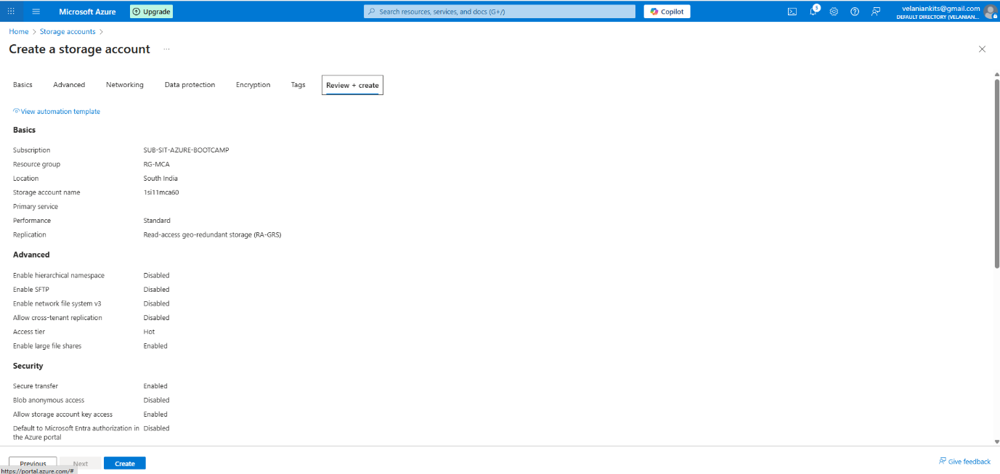 Microsoft Azure
Upgrade
Search resources, services, and docs (G+/)
Copilot
5
velaniankits@gmail.com
DEFAULT DIRECTORY (VELANIAN...
Home > Storage accounts >
Create a storage account ...
Basics
Advanced
Networking
Data protection
Encryption
Tags
Review + create
View automation template
Basics
Subscription SUB-SIT-AZURE-BOOTCAMP
Resource group RG-MCA
Location South India
Storage account name 1si11mca60
Primary service
Performance Standard
Replication Read-access geo-redundant storage (RA-GRS)
Advanced
Enable hierarchical namespace Disabled
Enable SFTP Disabled
Enable network file system v3 Disabled
Allow cross-tenant replication Disabled
Access tier Hot
Enable large file shares Enabled
Security
Secure transfer Enabled
Blob anonymous access Disabled
Allow storage account key access Enabled
Default to Microsoft Entra authorization in Disabled
the Azure portal
Previous
Next
Create
Give feedback
https://portal.azure.com/#